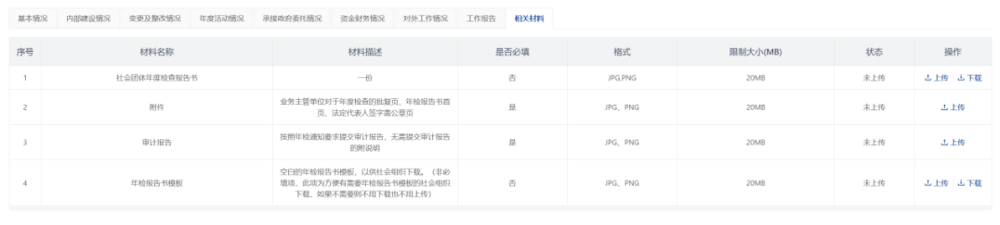 基本情况 内部建设情况 变更及整改情况 年度活动情况 承接政府委托情况 资金财务情况 对外工作情况 工作报告 相关材料
序号 材料名称 材料描述 是否必填 格式 限制大小(MB) 状态 操作
1 社会团体年度检查报告书 一份 否 JPG,PNG 20MB 未上传 上传 下载
2 附件 业务主管单位对于年度检查的批复页、年检报告书首
页、法定代表人签字盖公章页 是 JPG、PNG 20MB 未上传 上传
3 审计报告 按照年检通知要求提交审计报告，无需提交审计报告
的附说明 是 JPG、PNG 20MB 未上传 上传
4 年检报告书模板 空白的年检报告书模板，以供社会组织下载。（非必
填项，此项为方便有需要年检报告书模板的社会组织
下载，如果不需要则不用下载也不用上传） 否 JPG、PNG 20MB 未上传 上传 下载